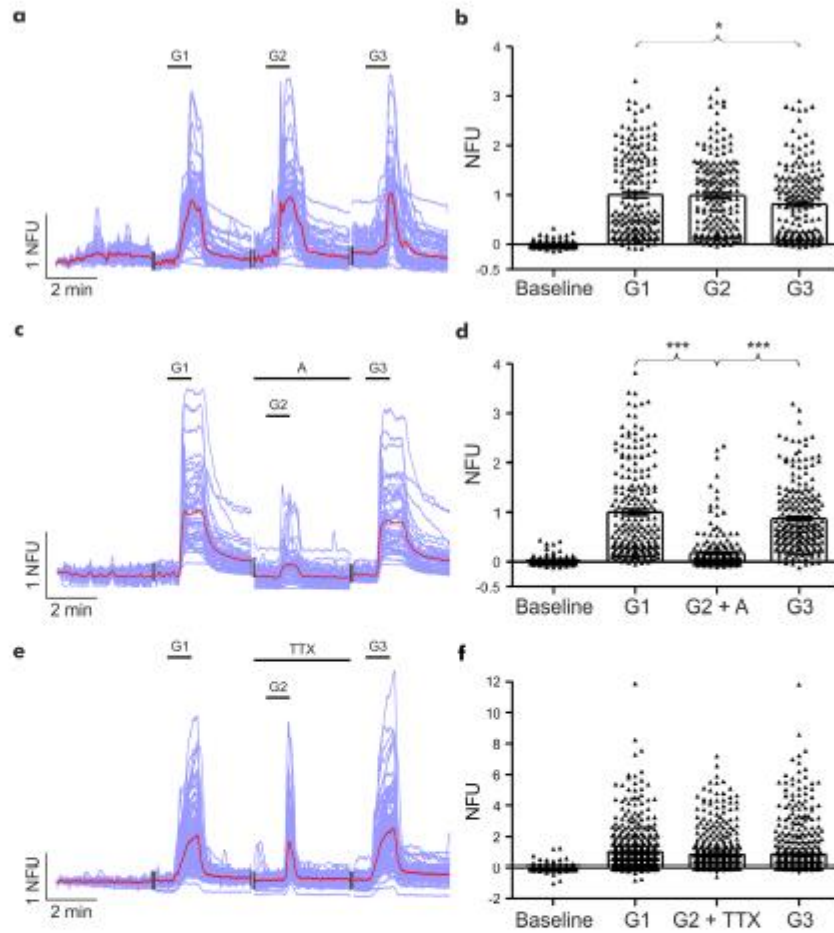 a
G1 G2 G3
1 NFU
2 min
b
*
NFU
4
3
2
1
0
-0.5
Baseline G1 G2 G3
c
G1 A G3
G2
1 NFU
2 min
d
*** ***
NFU
4
3
2
1
0
-0.5
Baseline G1 G2 + A G3
e
G1 TTX G3
G2
1 NFU
2 min
f
NFU
12
10
8
6
4
2
0
-2
Baseline G1 G2 + TTX G3